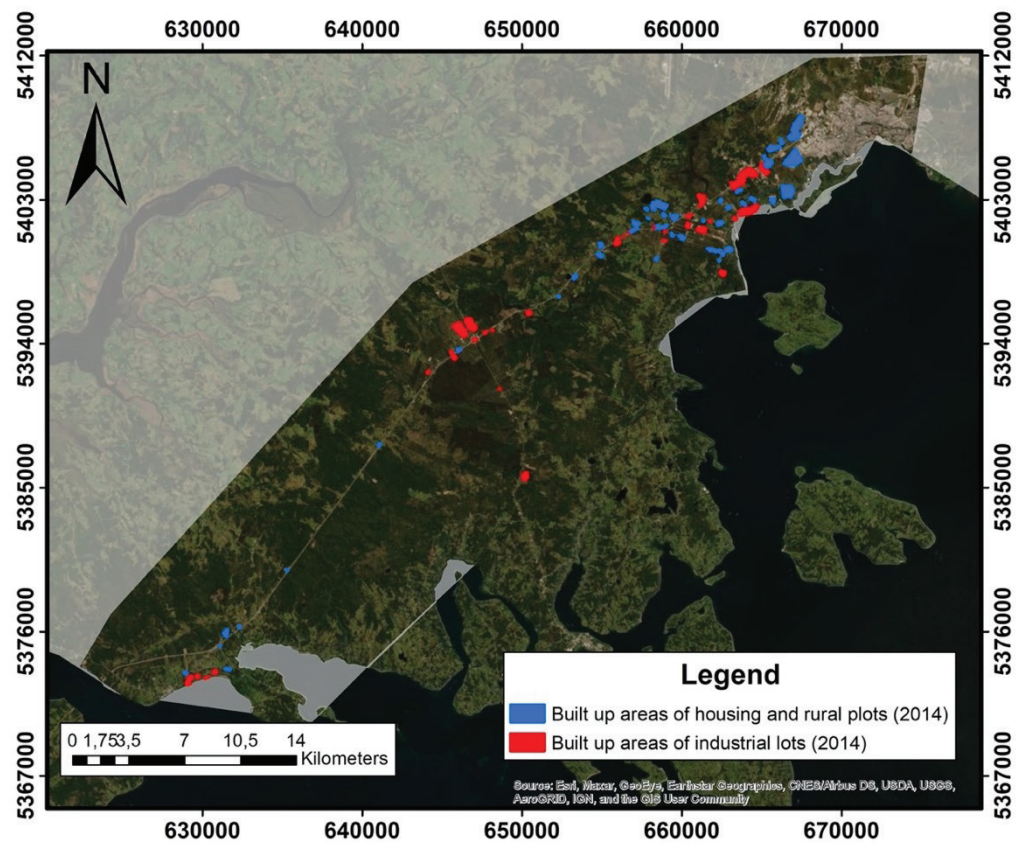 630000 640000 650000 660000 670000
5412000 5412000
N
5403000 5403000
5394000 5394000
5385000 5385000
5376000 5376000
Legend
Built up areas of housing and rural plots (2014)
Built up areas of industrial lots (2014)
0 1,753,5 7 10,5 14
Kilometers
5367000 5367000
Source: Esri, Maxar, GeoEye, Earthstar Geographics, CNES/Airbus DS, USDA, USGS,
AeroGRID, IGN, and the GIS User Community
630000 640000 650000 660000 670000